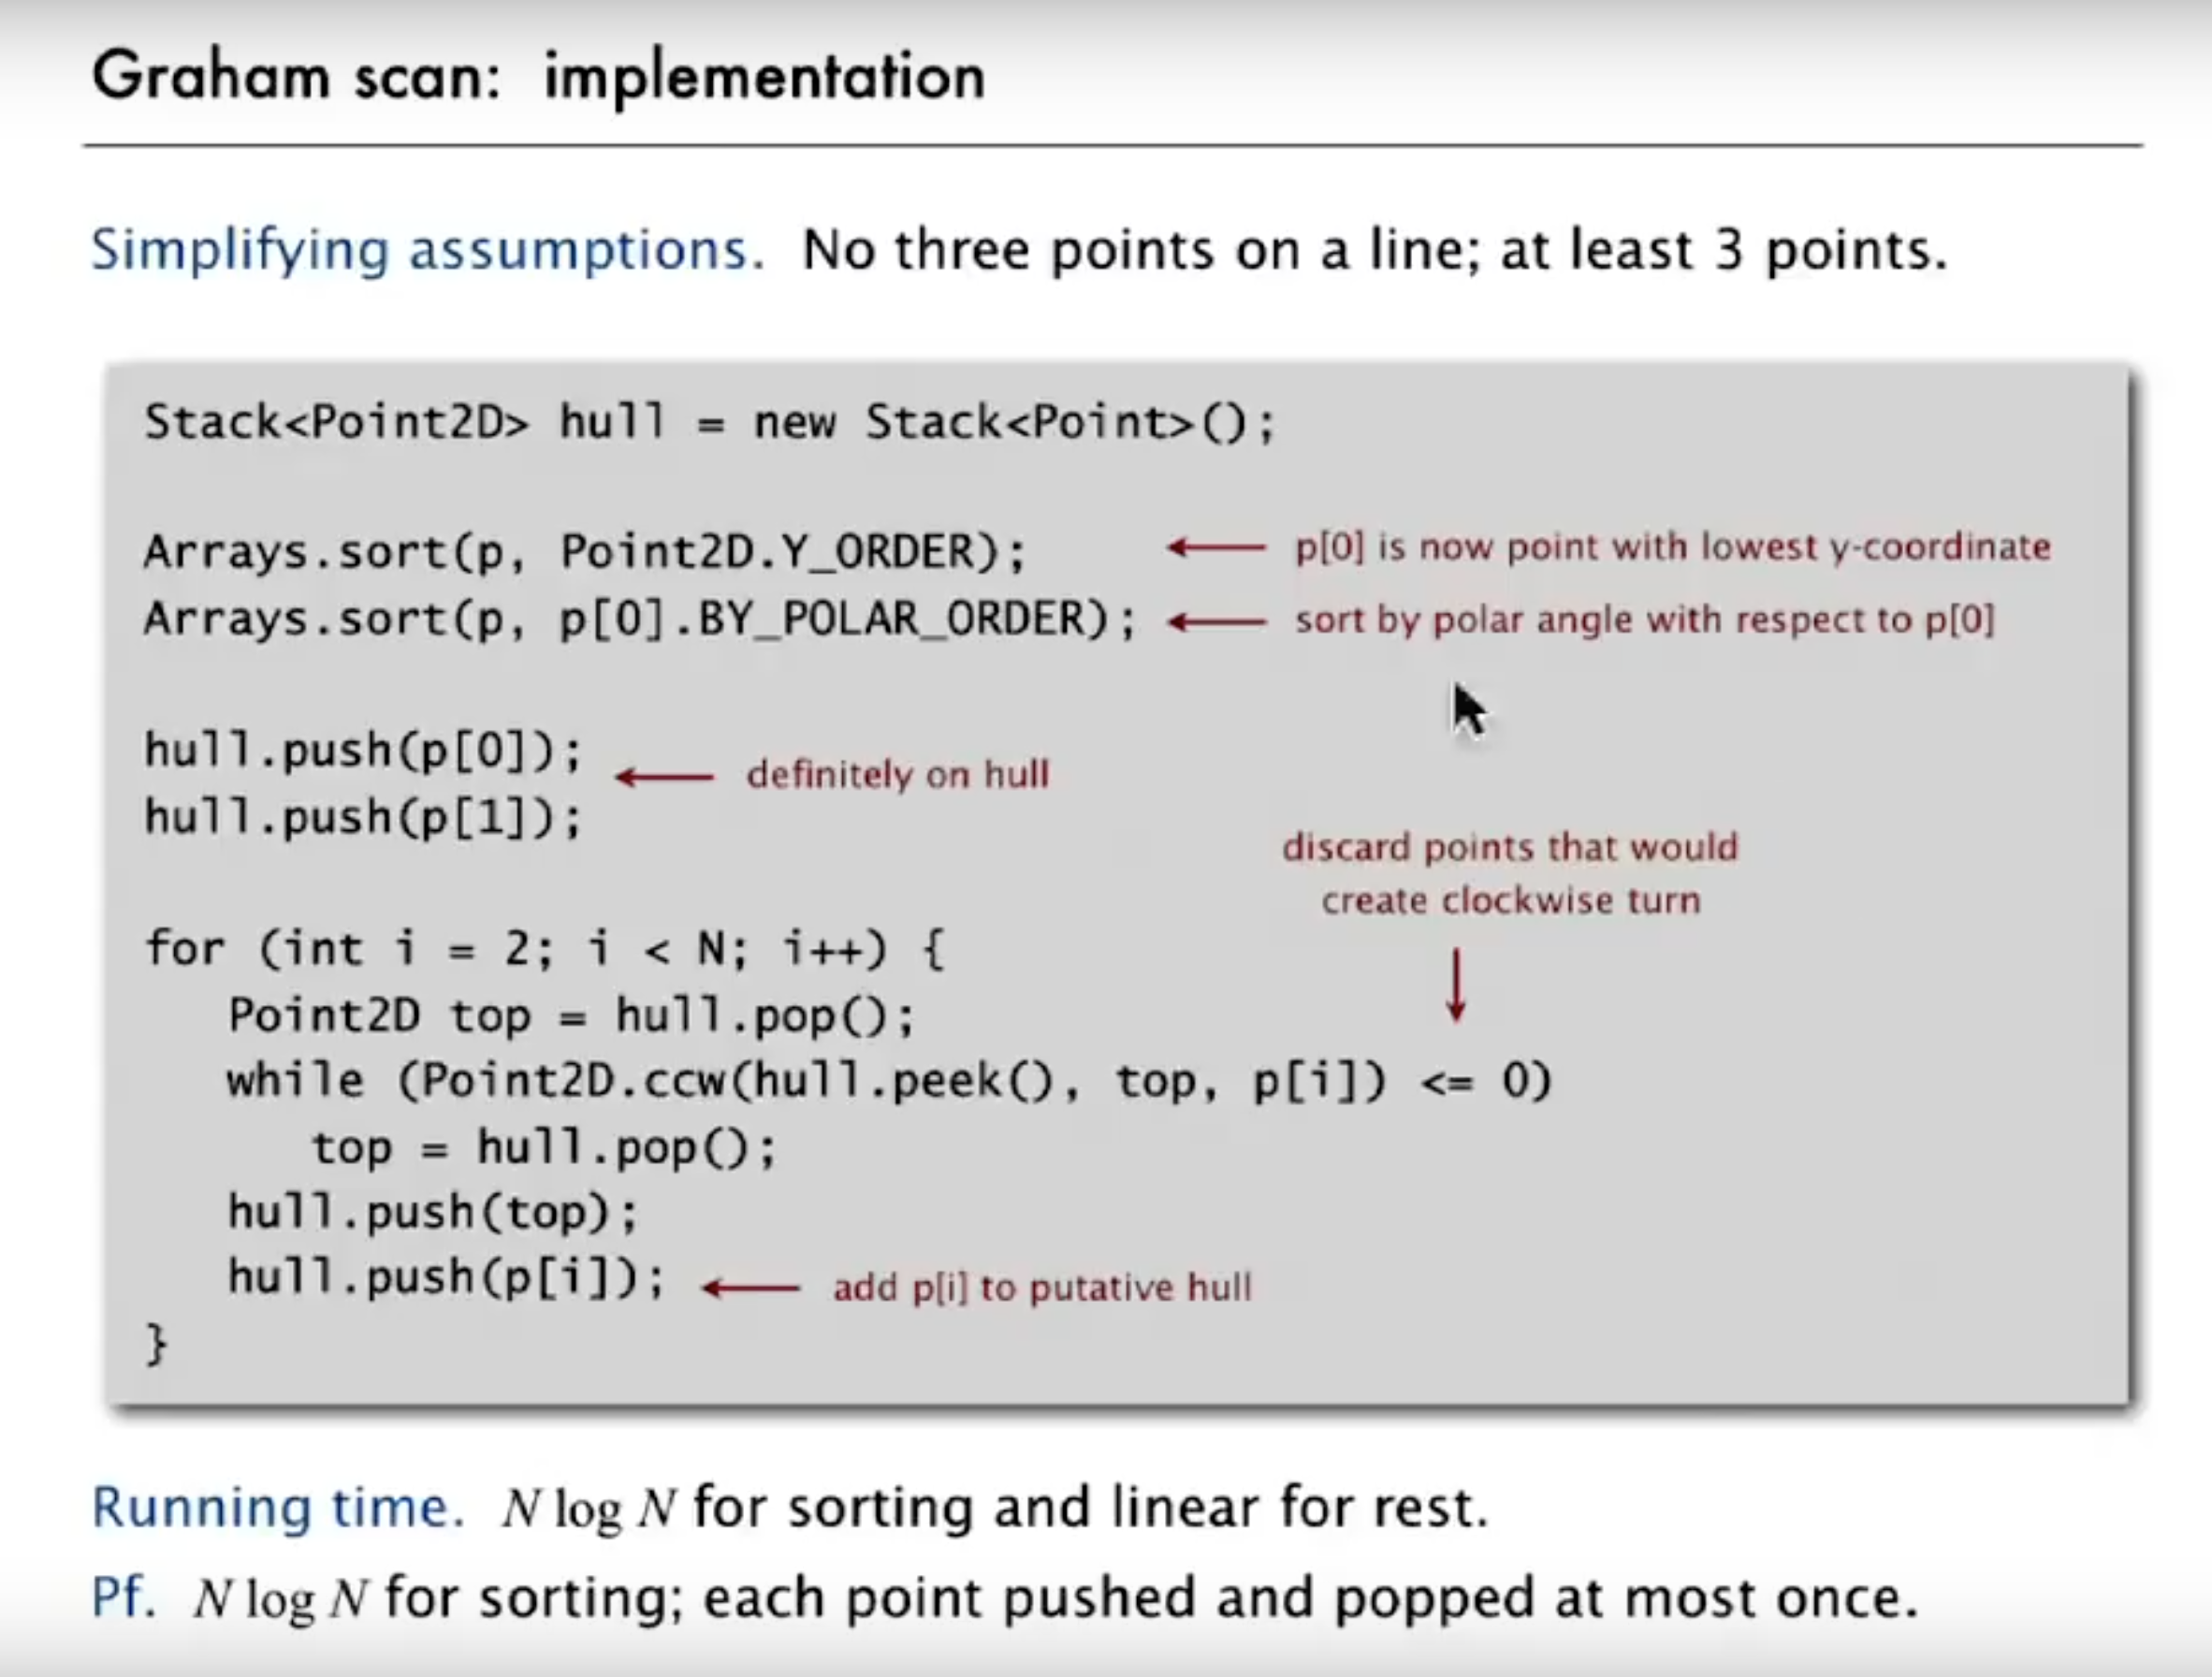 Graham scan: implementation
Simplifying assumptions. No three points on a line; at least 3 points.
Stack<Point2D> hull = new Stack<Point>();
Arrays.sort(p, Point2D.Y_ORDER); p[0] is now point with lowest y-coordinate
Arrays.sort(p, p[0].BY_POLAR_ORDER); sort by polar angle with respect to p[0]
hull.push(p[0]);
definitely on hull
hull.push(p[1]);
discard points that would
create clockwise turn
for (int i = 2; i < N; i++) {
Point2D top = hull.pop();
while (Point2D.ccw(hull.peek(), top, p[i]) <= 0)
top = hull.pop();
hull.push(top);
hull.push(p[i]); add p[i] to putative hull
}
Running time. N log N for sorting and linear for rest.
Pf. N log N for sorting; each point pushed and popped at most once.